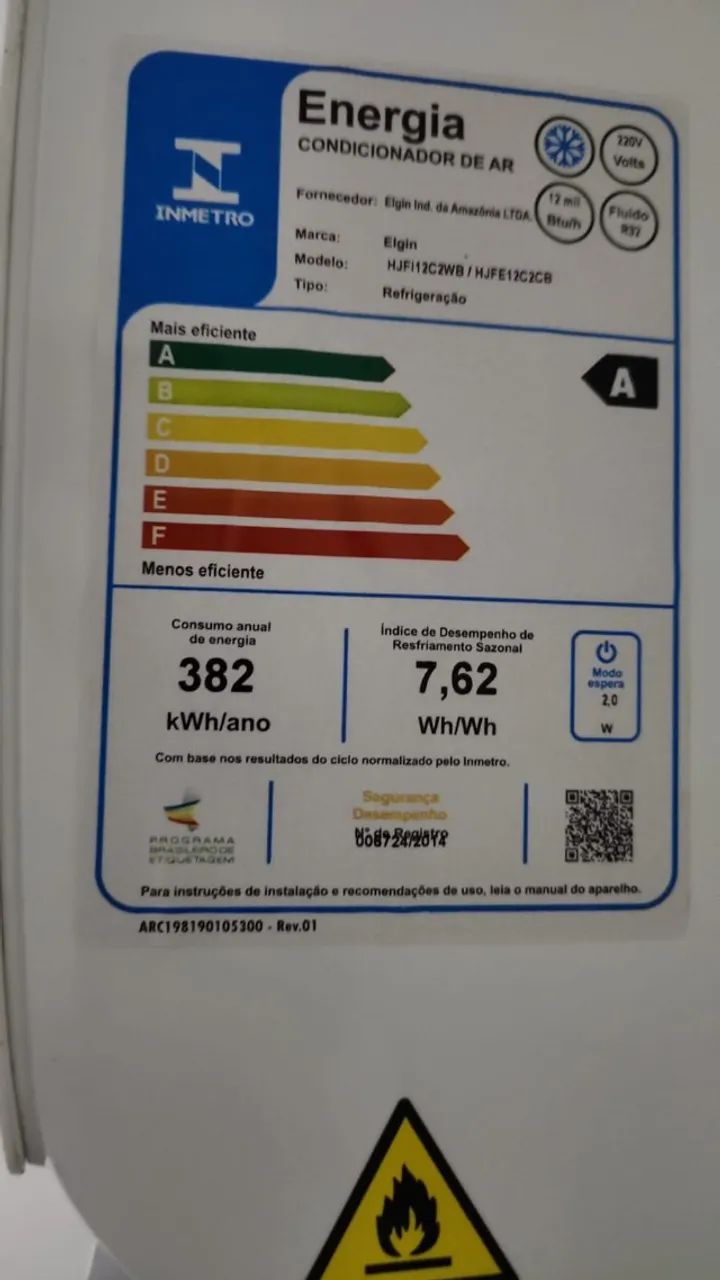 INMETRO
Energia
CONDICIONADOR DE AR
220V
Volts
12 mil
Btu/h
Fluido
R32
Fornecedor: Elgin Ind. da Amazônia LTDA.
Marca: Elgin
Modelo: HJFI12C2WB / HJFE12C2CB
Tipo: Refrigeração
Mais eficiente
A
A
B
C
D
E
F
Menos eficiente
Consumo anual
de energia
382
kWh/ano
Índice de Desempenho de
Resfriamento Sazonal
7,62
Wh/Wh
Modo
espera
2,0
W
Com base nos resultados do ciclo normalizado pelo Inmetro.
PROGRAMA
BRASILEIRO DE
ETIQUETAGEM
Segurança
Desempenho
Nº de Registro
008724/2014
Para instruções de instalação e recomendações de uso, leia o manual do aparelho.
ARC198190105300 - Rev.01